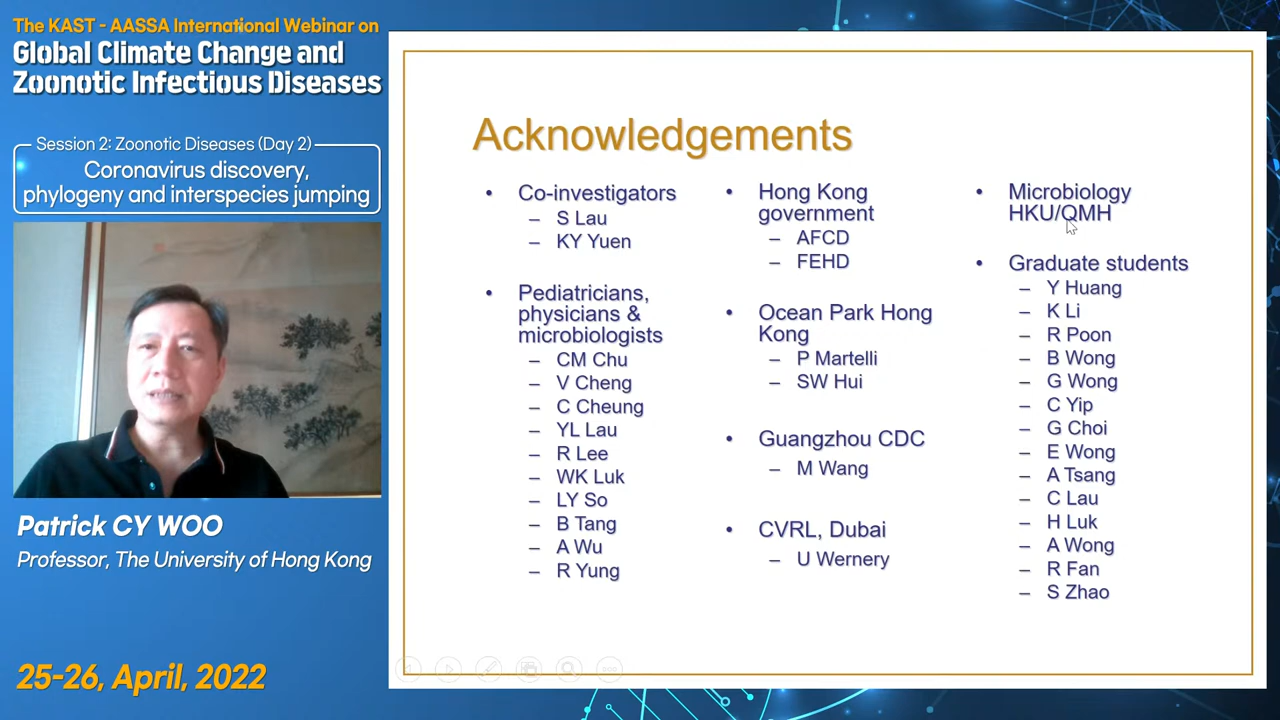 The KAST - AASSA International Webinar on
Global Climate Change and
Zoonotic Infectious Diseases
Session 2: Zoonotic Diseases (Day 2)
Coronavirus discovery,
phylogeny and interspecies jumping
Patrick CY WOO
Professor, The University of Hong Kong
25-26, April, 2022
Acknowledgements
• Co-investigators
– S Lau
– KY Yuen
• Pediatricians,
physicians &
microbiologists
– CM Chu
– V Cheng
– C Cheung
– YL Lau
– R Lee
– WK Luk
– LY So
– B Tang
– A Wu
– R Yung
• Hong Kong
government
– AFCD
– FEHD
• Ocean Park Hong
Kong
– P Martelli
– SW Hui
• Guangzhou CDC
– M Wang
• CVRL, Dubai
– U Wernery
• Microbiology
HKU/QMH
• Graduate students
– Y Huang
– K Li
– R Poon
– B Wong
– G Wong
– C Yip
– G Choi
– E Wong
– A Tsang
– C Lau
– H Luk
– A Wong
– R Fan
– S Zhao